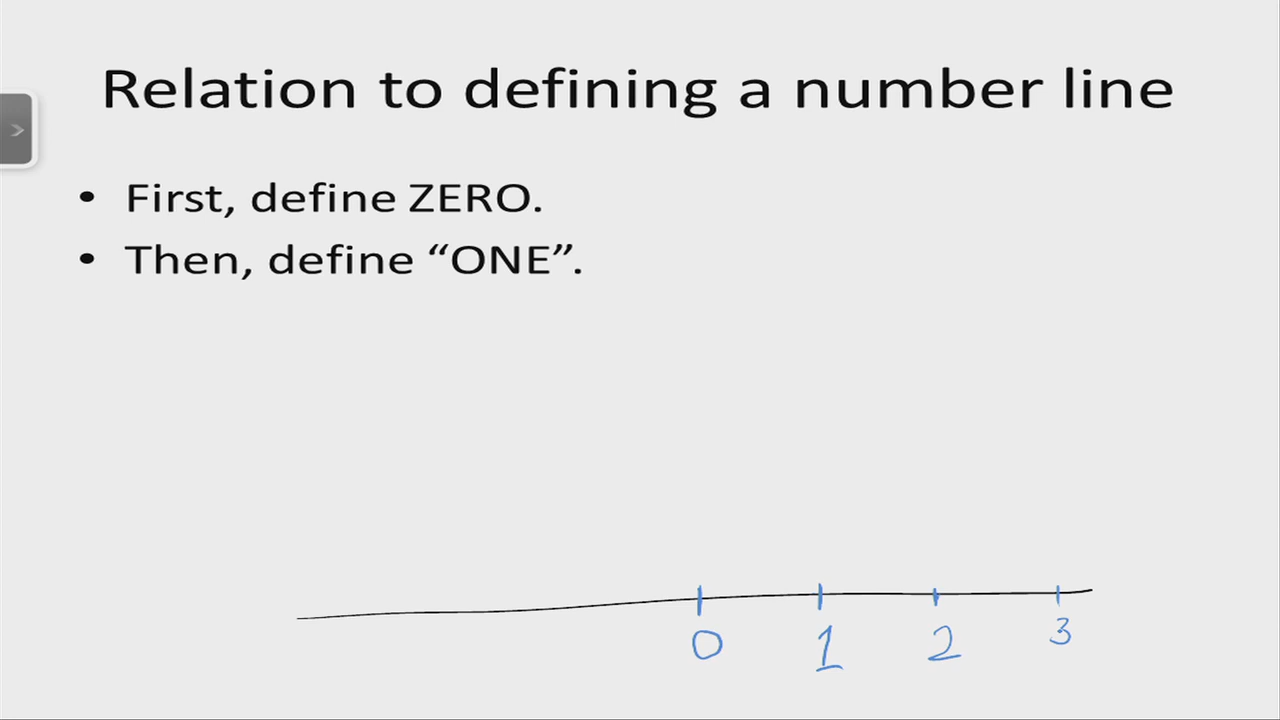 Relation to defining a number line
• First, define ZERO.
• Then, define “ONE”.
0 1 2 3